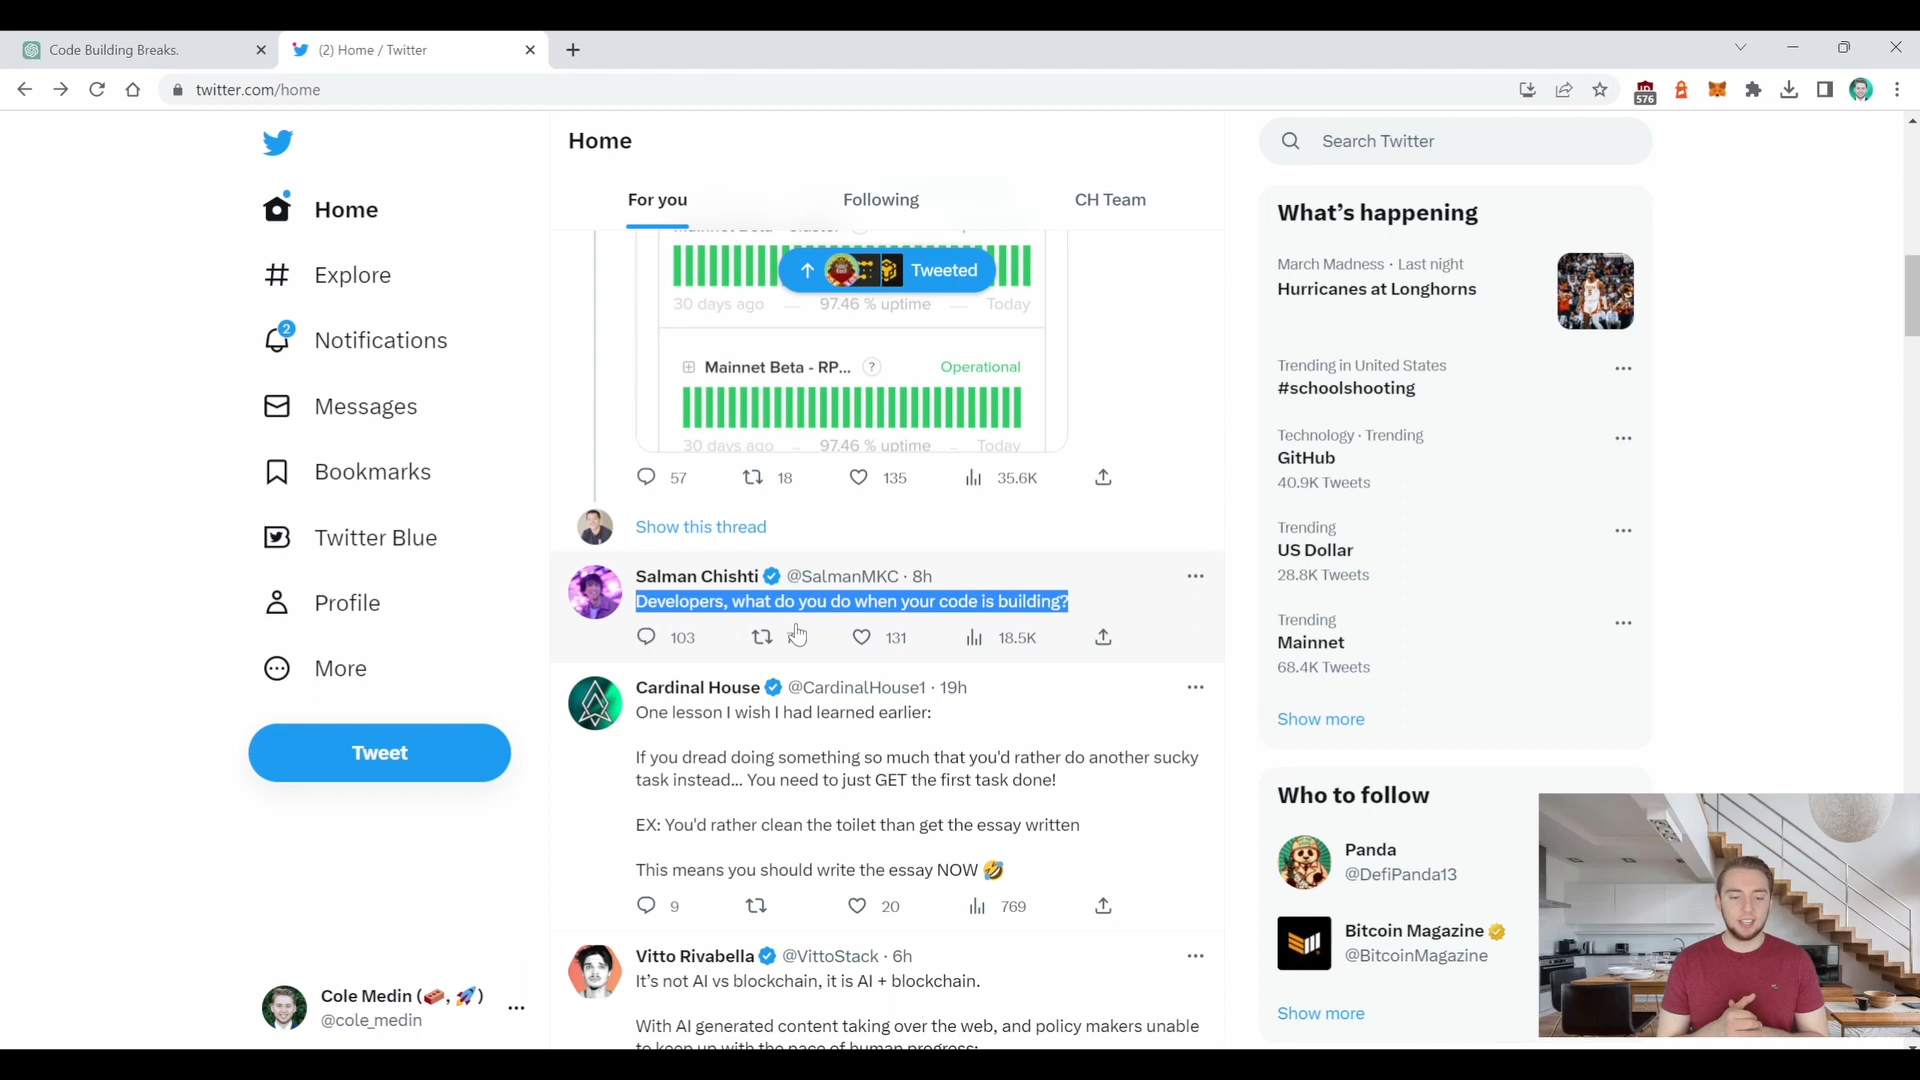 Code Building Breaks.
(2) Home / Twitter
twitter.com/home
576
Home
Explore
2
Notifications
Messages
Bookmarks
Twitter Blue
Profile
More
Tweet
Cole Medin (🧱, 🚀)
@cole_medin
Home
For you
Following
CH Team
Tweeted
30 days ago
97.46 % uptime
Today
Mainnet Beta - RP...
?
Operational
30 days ago
97.46 % uptime
Today
57
18
135
35.6K
Show this thread
Salman Chishti @SalmanMKC · 8h
Developers, what do you do when your code is building?
103
131
18.5K
Cardinal House @CardinalHouse1 · 19h
One lesson I wish I had learned earlier:
If you dread doing something so much that you'd rather do another sucky
task instead... You need to just GET the first task done!
EX: You'd rather clean the toilet than get the essay written
This means you should write the essay NOW 🤣
9
20
769
Vitto Rivabella @VittoStack · 6h
It's not AI vs blockchain, it is AI + blockchain.
With AI generated content taking over the web, and policy makers unable
to keep up with the pace of human progress:
Search Twitter
What's happening
March Madness · Last night
Hurricanes at Longhorns
Trending in United States
#schoolshooting
Technology · Trending
GitHub
40.9K Tweets
Trending
US Dollar
28.8K Tweets
Trending
Mainnet
68.4K Tweets
Show more
Who to follow
Panda
@DefiPanda13
Bitcoin Magazine
@BitcoinMagazine
Show more